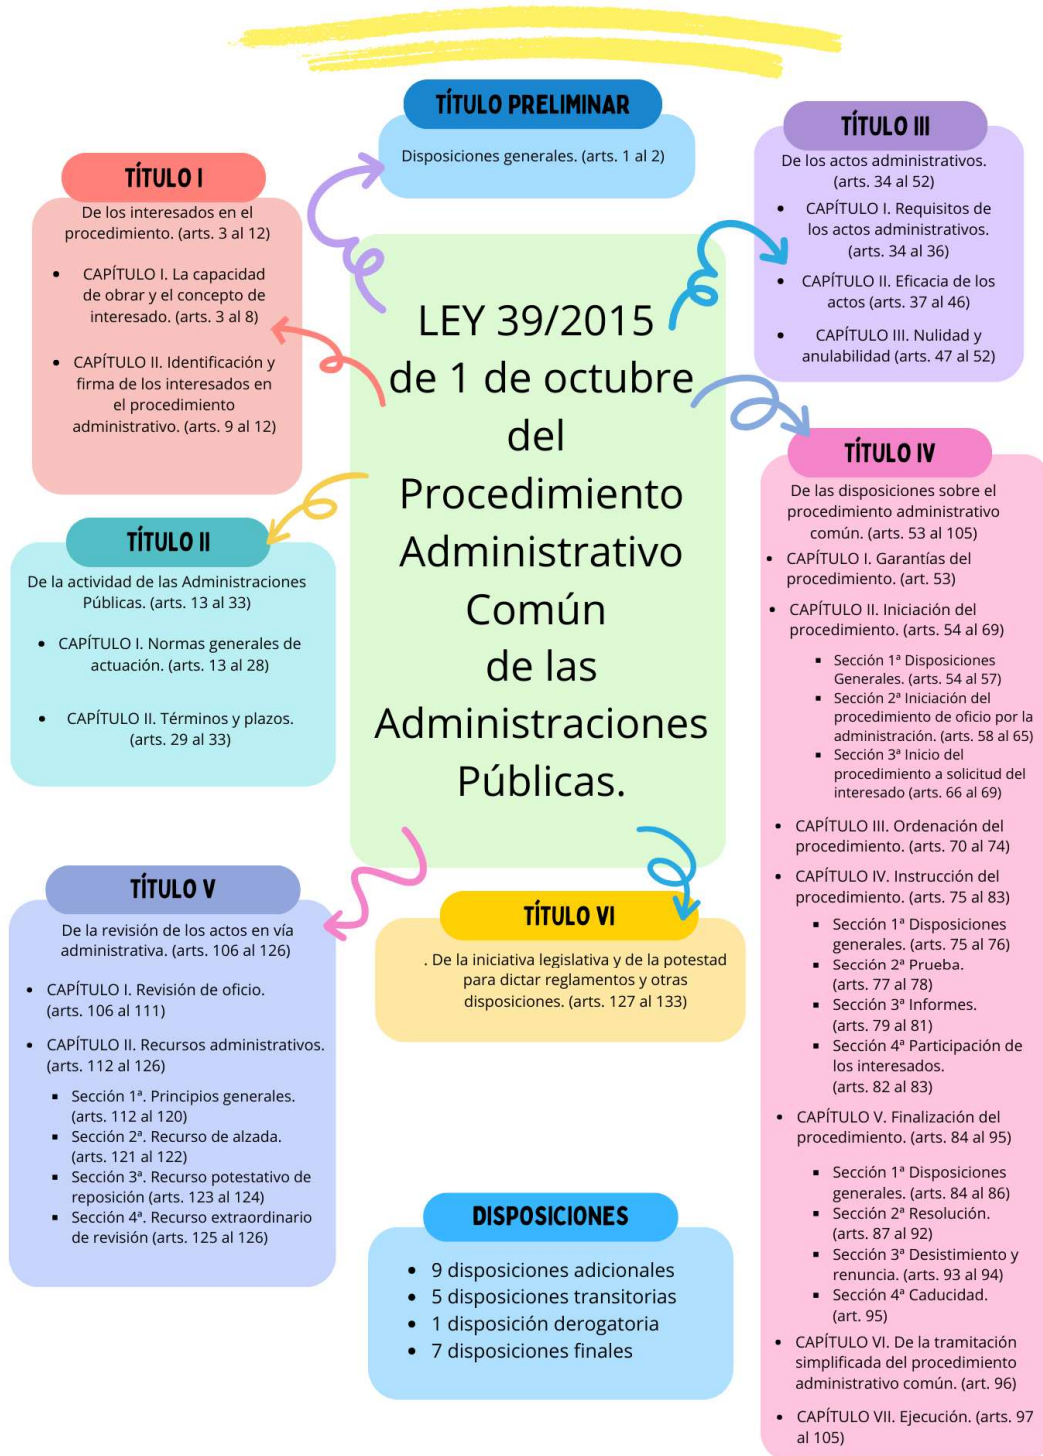 TÍTULO PRELIMINAR
Disposiciones generales. (arts. 1 al 2)
TÍTULO I
De los interesados en el
procedimiento. (arts. 3 al 12)
• CAPÍTULO I. La capacidad
de obrar y el concepto de
interesado. (arts. 3 al 8)
• CAPÍTULO II. Identificación y
firma de los interesados en
el procedimiento
administrativo. (arts. 9 al 12)
TÍTULO II
De la actividad de las Administraciones
Públicas. (arts. 13 al 33)
• CAPÍTULO I. Normas generales de
actuación. (arts. 13 al 28)
• CAPÍTULO II. Términos y plazos.
(arts. 29 al 33)
LEY 39/2015
de 1 de octubre
del
Procedimiento
Administrativo
Común
de las
Administraciones
Públicas.
TÍTULO III
De los actos administrativos.
(arts. 34 al 52)
• CAPÍTULO I. Requisitos de
los actos administrativos.
(arts. 34 al 36)
• CAPÍTULO II. Eficacia de los
actos (arts. 37 al 46)
• CAPÍTULO III. Nulidad y
anulabilidad (arts. 47 al 52)
TÍTULO IV
De las disposiciones sobre el
procedimiento administrativo
común. (arts. 53 al 105)
• CAPÍTULO I. Garantías del
procedimiento. (art. 53)
• CAPÍTULO II. Iniciación del
procedimiento. (arts. 54 al 69)
▪ Sección 1ª Disposiciones
Generales. (arts. 54 al 57)
▪ Sección 2ª Iniciación del
procedimiento de oficio por la
administración. (arts. 58 al 65)
▪ Sección 3ª Inicio del
procedimiento a solicitud del
interesado (arts. 66 al 69)
• CAPÍTULO III. Ordenación del
procedimiento. (arts. 70 al 74)
• CAPÍTULO IV. Instrucción del
procedimiento. (arts. 75 al 83)
▪ Sección 1ª Disposiciones
generales. (arts. 75 al 76)
▪ Sección 2ª Prueba.
(arts. 77 al 78)
▪ Sección 3ª Informes.
(arts. 79 al 81)
▪ Sección 4ª Participación de
los interesados.
(arts. 82 al 83)
• CAPÍTULO V. Finalización del
procedimiento. (arts. 84 al 95)
▪ Sección 1ª Disposiciones
generales. (arts. 84 al 86)
▪ Sección 2ª Resolución.
(arts. 87 al 92)
▪ Sección 3ª Desistimiento y
renuncia. (arts. 93 al 94)
▪ Sección 4ª Caducidad.
(art. 95)
• CAPÍTULO VI. De la tramitación
simplificada del procedimiento
administrativo común. (art. 96)
• CAPÍTULO VII. Ejecución. (arts. 97
al 105)
TÍTULO V
De la revisión de los actos en vía
administrativa. (arts. 106 al 126)
• CAPÍTULO I. Revisión de oficio.
(arts. 106 al 111)
• CAPÍTULO II. Recursos administrativos.
(arts. 112 al 126)
▪ Sección 1ª. Principios generales.
(arts. 112 al 120)
▪ Sección 2ª. Recurso de alzada.
(arts. 121 al 122)
▪ Sección 3ª. Recurso potestativo de
reposición (arts. 123 al 124)
▪ Sección 4ª. Recurso extraordinario
de revisión (arts. 125 al 126)
TÍTULO VI
. De la iniciativa legislativa y de la potestad
para dictar reglamentos y otras
disposiciones. (arts. 127 al 133)
DISPOSICIONES
• 9 disposiciones adicionales
• 5 disposiciones transitorias
• 1 disposición derogatoria
• 7 disposiciones finales